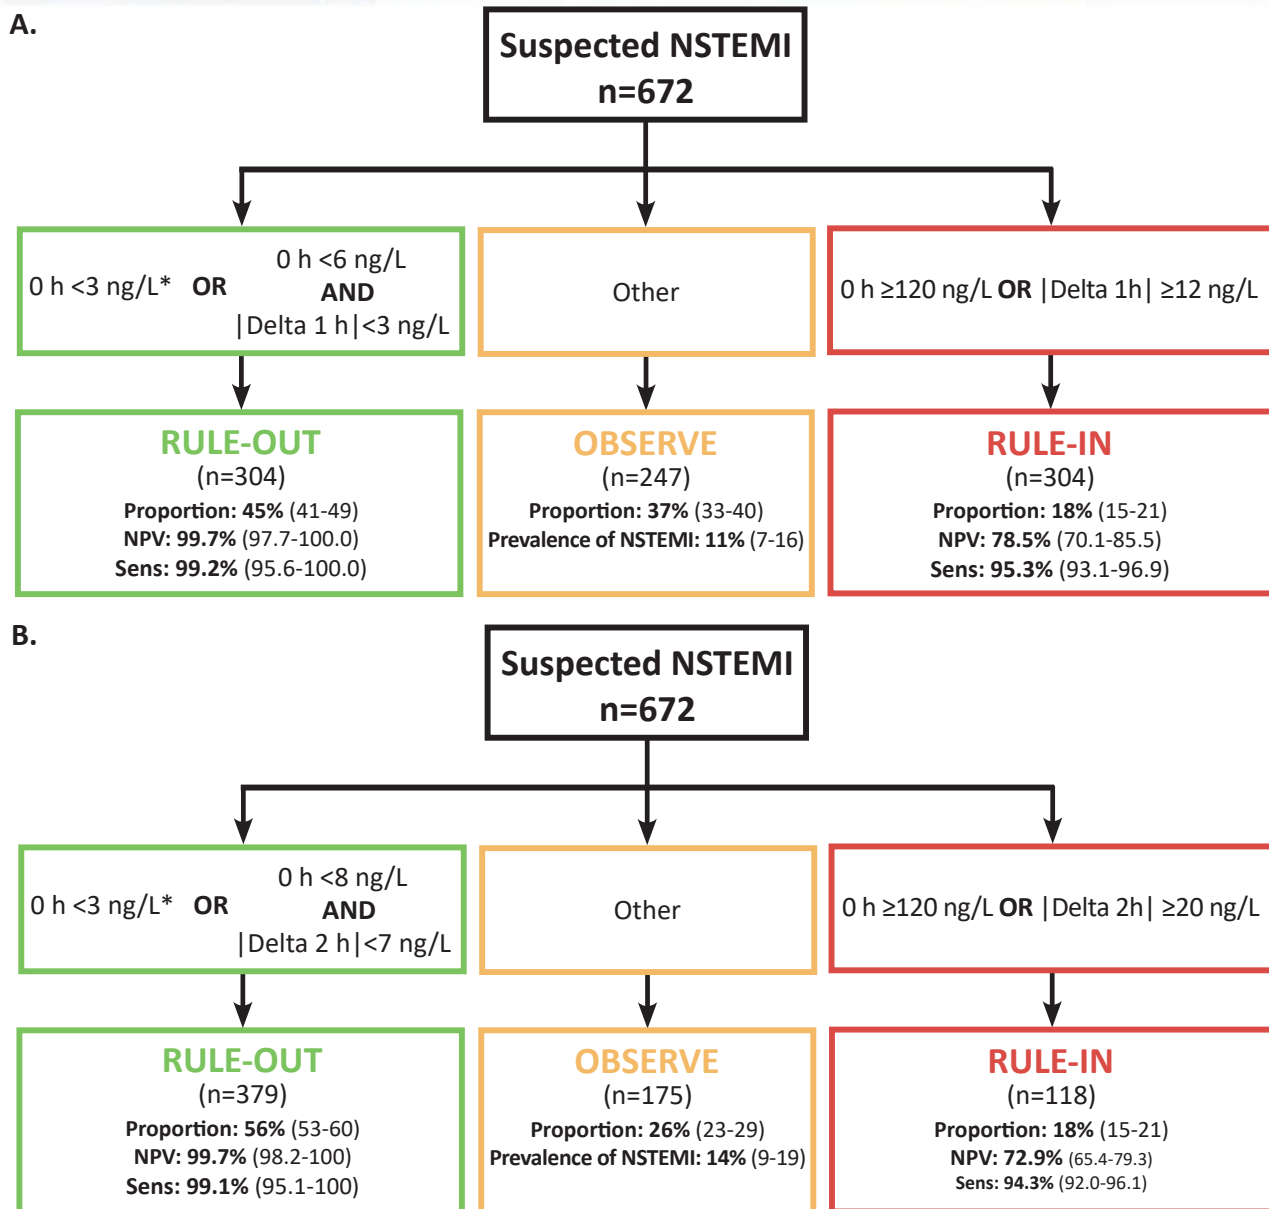 A.
Suspected NSTEMI
n=672
0 h <3 ng/L* OR
0 h <6 ng/L
AND
|Delta 1 h|<3 ng/L
Other
0 h ≥120 ng/L OR |Delta 1h| ≥12 ng/L
RULE-OUT
(n=304)
Proportion: 45% (41-49)
NPV: 99.7% (97.7-100.0)
Sens: 99.2% (95.6-100.0)
OBSERVE
(n=247)
Proportion: 37% (33-40)
Prevalence of NSTEMI: 11% (7-16)
RULE-IN
(n=304)
Proportion: 18% (15-21)
NPV: 78.5% (70.1-85.5)
Sens: 95.3% (93.1-96.9)
B.
Suspected NSTEMI
n=672
0 h <3 ng/L* OR
0 h <8 ng/L
AND
|Delta 2 h|<7 ng/L
Other
0 h ≥120 ng/L OR |Delta 2h| ≥20 ng/L
RULE-OUT
(n=379)
Proportion: 56% (53-60)
NPV: 99.7% (98.2-100)
Sens: 99.1% (95.1-100)
OBSERVE
(n=175)
Proportion: 26% (23-29)
Prevalence of NSTEMI: 14% (9-19)
RULE-IN
(n=118)
Proportion: 18% (15-21)
NPV: 72.9% (65.4-79.3)
Sens: 94.3% (92.0-96.1)